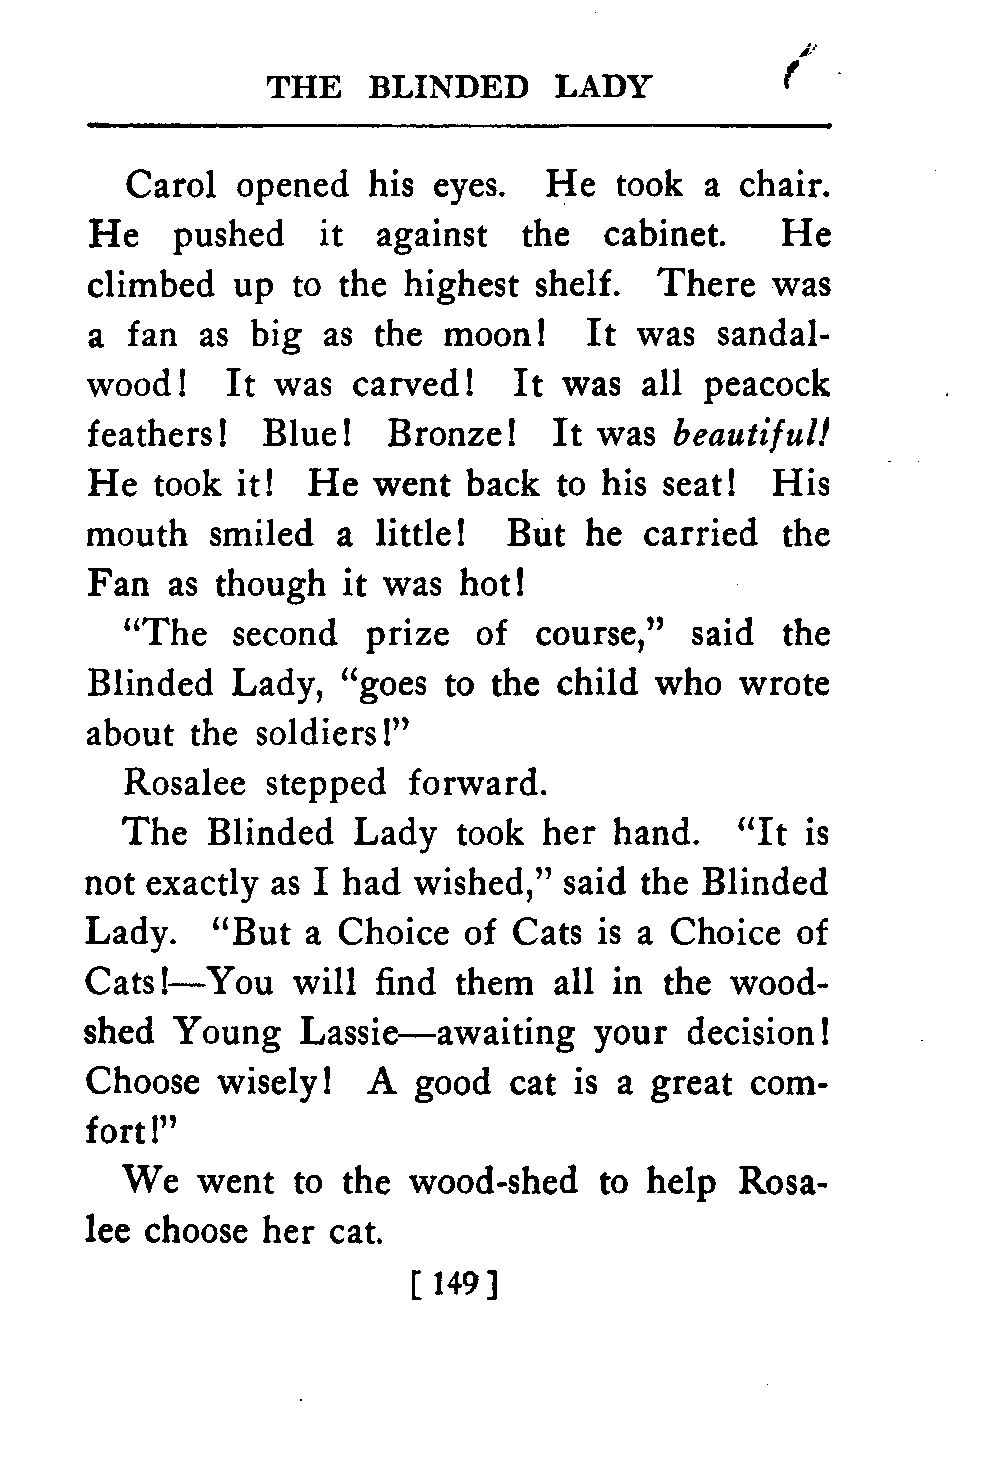 THE BLINDED LADY
Carol opened his eyes. He took a chair.
He pushed it against the cabinet. He
climbed up to the highest shelf. There was
a fan as big as the moon! It was sandal-
wood! It was carved! It was all peacock
feathers! Blue! Bronze! It was beautiful!
He took it! He went back to his seat! His
mouth smiled a little! But he carried the
Fan as though it was hot!
“The second prize of course,” said the
Blinded Lady, “goes to the child who wrote
about the soldiers!”
Rosalee stepped forward.
The Blinded Lady took her hand. “It is
not exactly as I had wished,” said the Blinded
Lady. “But a Choice of Cats is a Choice of
Cats!—You will find them all in the wood-
shed Young Lassie—awaiting your decision!
Choose wisely! A good cat is a great com-
fort!”
We went to the wood-shed to help Rosa-
lee choose her cat.
[ 149 ]